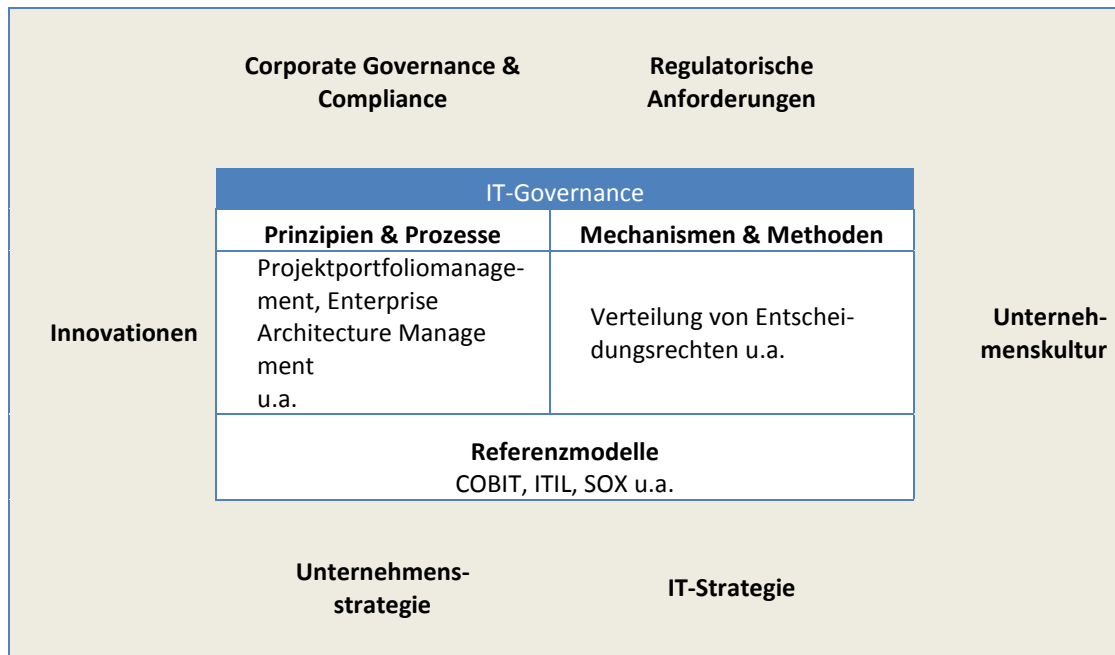 Corporate Governance &
Compliance
Regulatorische
Anforderungen
IT-Governance
Prinzipien & Prozesse
Mechanismen & Methoden
Innovationen
Projektportfoliomanage-
ment, Enterprise
Architecture Manage
ment
u.a.
Verteilung von Entschei-
dungsrechten u.a.
Unterneh-
menskultur
Referenzmodelle
COBIT, ITIL, SOX u.a.
Unternehmens-
strategie
IT-Strategie